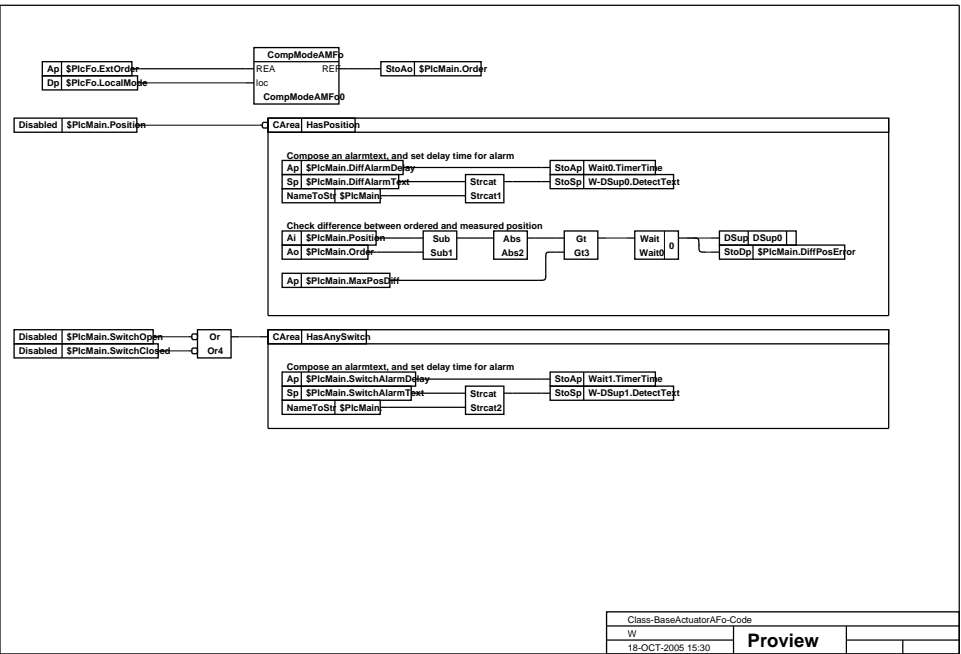 CompModeAMFo
Ap $PlcFo.ExtOrder REA REF StoAo $PlcMain.Order
Dp $PlcFo.LocalMode loc
CompModeAMFo0
Disabled $PlcMain.Position CArea HasPosition
Compose an alarmtext, and set delay time for alarm
Ap $PlcMain.DiffAlarmDelay StoAp Wait0.TimerTime
Sp $PlcMain.DiffAlarmText Strcat StoSp W-DSup0.DetectText
NameToStr $PlcMain. Strcat1
Check difference between ordered and measured position
Ai $PlcMain.Position Sub Abs Gt Wait 0 DSup DSup0
Ao $PlcMain.Order Sub1 Abs2 Gt3 Wait0 StoDp $PlcMain.DiffPosError
Ap $PlcMain.MaxPosDiff
Disabled $PlcMain.SwitchOpen Or CArea HasAnySwitch
Disabled $PlcMain.SwitchClosed Or4
Compose an alarmtext, and set delay time for alarm
Ap $PlcMain.SwitchAlarmDelay StoAp Wait1.TimerTime
Sp $PlcMain.SwitchAlarmText Strcat StoSp W-DSup1.DetectText
NameToStr $PlcMain. Strcat2
Class-BaseActuatorAFo-Code
W
Proview
18-OCT-2005 15:30